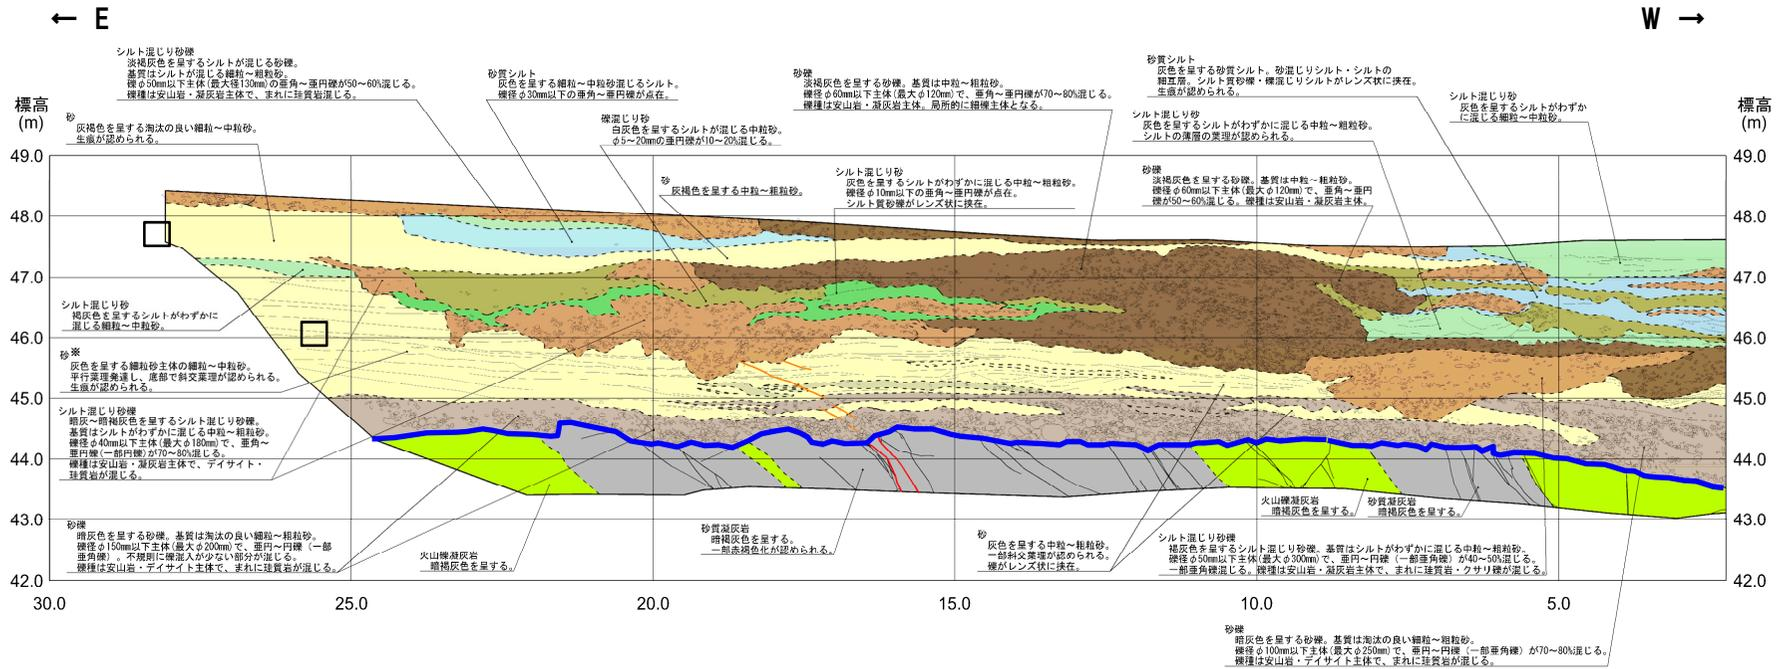 ← E
W →
シルト混じり砂礫
淡褐灰色を呈するシルトが混じる砂礫。
基質はシルトが混じる細粒～粗粒砂。
礫φ50mm以下主体(最大径130mm)の亜角～亜円礫が50～60%混じる。
礫種は安山岩・凝灰岩主体で、まれに珪質岩混じる。
砂質シルト
灰色を呈する細粒～中粒砂混じるシルト。
礫径φ30mm以下の亜角～亜円礫が点在。
砂礫
淡褐灰色を呈する砂礫。基質は中粒～粗粒砂。
礫径φ60mm以下主体(最大φ120mm)で、亜角～亜円礫が70～80%混じる。
礫種は安山岩・凝灰岩主体。局所的に細礫主体となる。
砂質シルト
灰色を呈する砂質シルト。砂混じりシルト・シルトの
細互層。シルト質砂礫・礫混じりシルトがレンズ状に挟在。
生痕が認められる。
シルト混じり砂
灰色を呈するシルトがわずか
に混じる細粒～中粒砂。
標高
(m)
標高
(m)
砂
灰褐色を呈する淘汰の良い細粒～中粒砂。
生痕が認められる。
礫混じり砂
白灰色を呈するシルトが混じる中粒砂。
φ5～20mmの亜円礫が10～20%混じる。
シルト混じり砂
灰色を呈するシルトがわずかに混じる中粒～粗粒砂。
シルトの薄層の葉理が認められる。
砂
灰褐色を呈する中粒～粗粒砂。
シルト混じり砂
灰色を呈するシルトがわずかに混じる中粒～粗粒砂。
礫径φ10mm以下の亜角～亜円礫が点在。
シルト質砂礫がレンズ状に挟在。
砂礫
淡褐灰色を呈する砂礫。基質は中粒～粗粒砂。
礫径φ60mm以下主体(最大φ120mm)で、亜角～亜円
礫が50～60%混じる。礫種は安山岩・凝灰岩主体。
49.0
49.0
48.0
48.0
47.0
47.0
シルト混じり砂
褐灰色を呈するシルトがわずかに
混じる細粒～中粒砂。
46.0
46.0
砂※
灰色を呈する細粒砂主体の細粒～中粒砂。
平行葉理発達し、底部で斜交葉理が認められる。
生痕が認められる。
45.0
45.0
シルト混じり砂礫
暗灰～暗褐灰色を呈するシルト混じり砂礫。
基質はシルトがわずかに混じる中粒～粗粒砂。
礫径φ40mm以下主体(最大φ180mm)で、亜角～
亜円礫(一部円礫)が70～80%混じる。
礫種は安山岩・凝灰岩主体で、デイサイト・
珪質岩が混じる。
44.0
44.0
43.0
43.0
砂礫
暗灰色を呈する砂礫。基質は淘汰の良い細粒～粗粒砂。
礫径φ150mm以下主体(最大φ200mm)で、亜円～円礫（一部
亜角礫）。不規則に礫混入が少ない部分が混じる。
礫種は安山岩・デイサイト主体で、まれに珪質岩が混じる。
火山礫凝灰岩
暗褐灰色を呈する。
砂質凝灰岩
暗褐灰色を呈する。
一部赤褐色化が認められる。
砂
灰色を呈する中粒～粗粒砂。
一部斜交葉理が認められる。
礫がレンズ状に挟在。
火山礫凝灰岩
暗褐灰色を呈する。
砂質凝灰岩
暗褐灰色を呈する。
シルト混じり砂礫
褐灰色を呈するシルト混じり砂礫。基質はシルトがわずかに混じる中粒～粗粒砂。
礫径φ50mm以下主体(最大φ300mm)で、亜円～円礫（一部亜角礫）が40～50%混じる。
一部亜角礫混じる。礫種は安山岩・凝灰岩主体で、まれに珪質岩・クサリ礫が混じる。
42.0
42.0
30.0
25.0
20.0
15.0
10.0
5.0
砂礫
暗灰色を呈する砂礫。基質は淘汰の良い細粒～粗粒砂。
礫径φ100mm以下主体(最大φ250mm)で、亜円～円礫（一部亜角礫）が70～80%混じる。
礫種は安山岩・デイサイト主体で、まれに珪質岩が混じる。